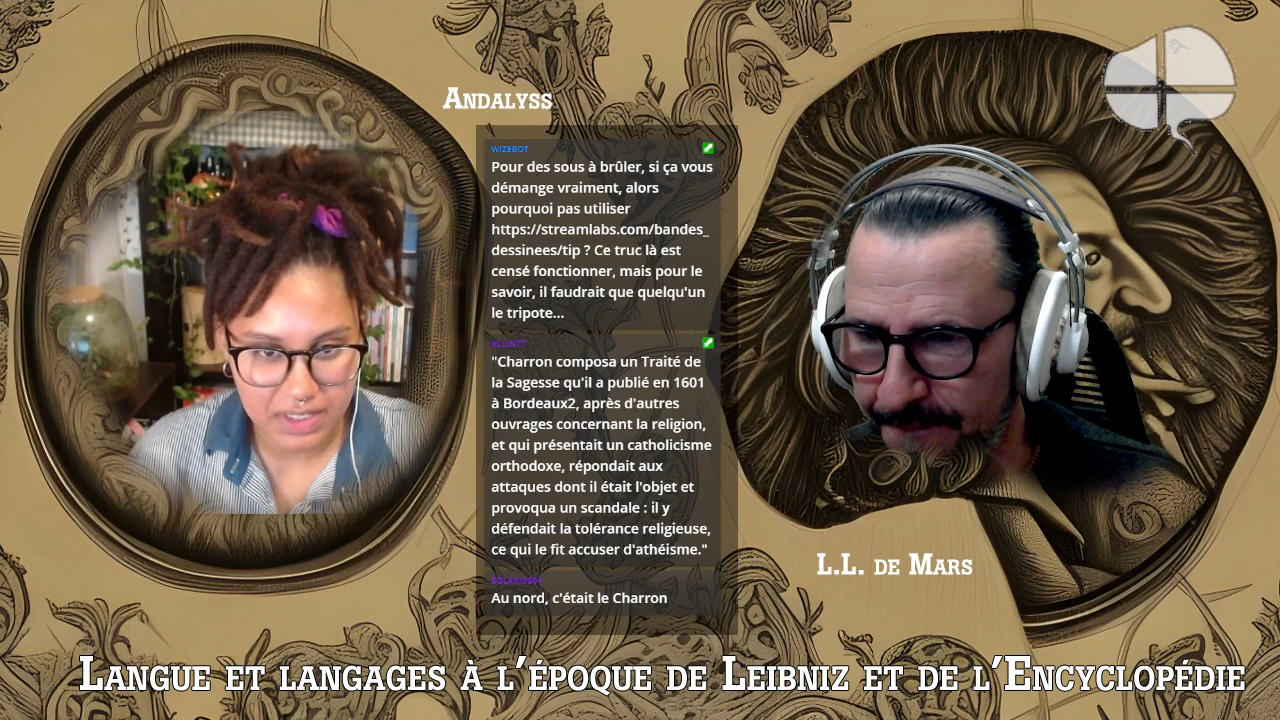 Andalyss
WIZEBOT
Pour des sous à brûler, si ça vous
démange vraiment, alors
pourquoi pas utiliser
https://streamlabs.com/bandes_
dessinees/tip ? Ce truc là est
censé fonctionner, mais pour le
savoir, il faudrait que quelqu'un
le tripote...
"Charron composa un Traité de
la Sagesse qu'il a publié en 1601
à Bordeaux2, après d'autres
ouvrages concernant la religion,
et qui présentait un catholicisme
orthodoxe, répondait aux
attaques dont il était l'objet et
provoqua un scandale : il y
défendait la tolérance religieuse,
ce qui le fit accuser d'athéisme."
Au nord, c'était le Charron
L.L. de Mars
Langue et langages à l'époque de Leibniz et de l'Encyclopédie